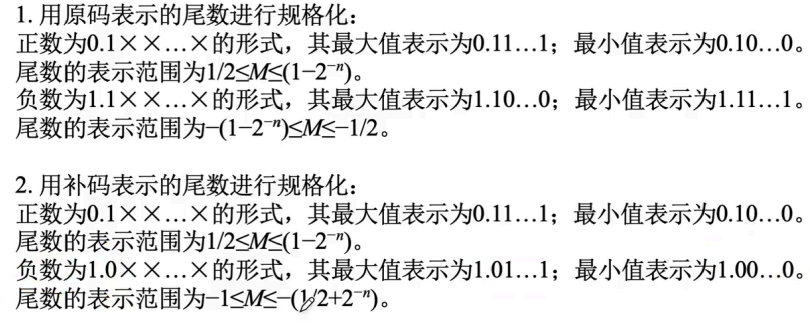 1. 用原码表示的尾数进行规格化：
正数为0.1××…×的形式，其最大值表示为0.11…1；最小值表示为0.10…0。
尾数的表示范围为1/2≤M≤(1−2⁻ⁿ)。
负数为1.1××…×的形式，其最大值表示为1.10…0；最小值表示为1.11…1。
尾数的表示范围为−(1−2⁻ⁿ)≤M≤−1/2。
2. 用补码表示的尾数进行规格化：
正数为0.1××…×的形式，其最大值表示为0.11…1；最小值表示为0.10…0。
尾数的表示范围为1/2≤M≤(1−2⁻ⁿ)。
负数为1.0××…×的形式，其最大值表示为1.01…1；最小值表示为1.00…0。
尾数的表示范围为−1≤M≤−(1/2+2⁻ⁿ)。